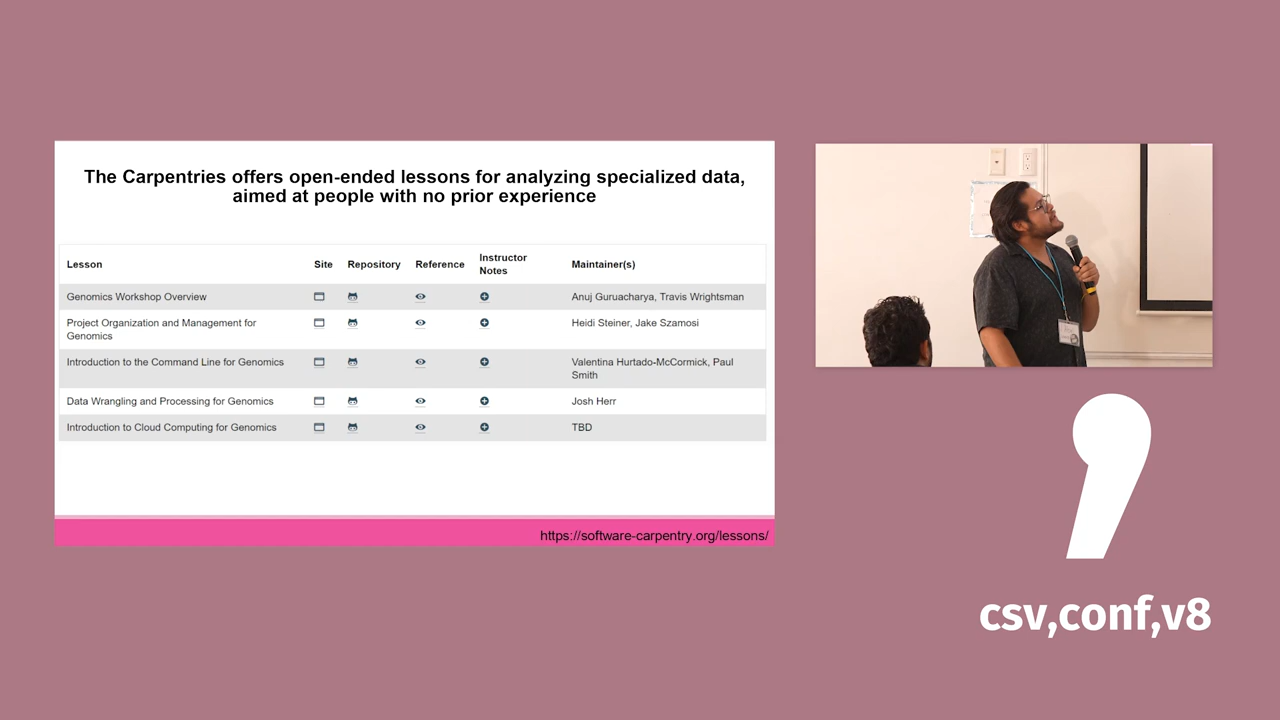 The Carpentries offers open-ended lessons for analyzing specialized data,
aimed at people with no prior experience
Lesson Site Repository Reference Instructor Notes Maintainer(s)
Genomics Workshop Overview Anuj Guruacharya, Travis Wrightsman
Project Organization and Management for
Genomics
Heidi Steiner, Jake Szamosi
Introduction to the Command Line for Genomics
Valentina Hurtado-McCormick, Paul
Smith
Data Wrangling and Processing for Genomics Josh Herr
Introduction to Cloud Computing for Genomics TBD
https://software-carpentry.org/lessons/
,
csv,conf,v8